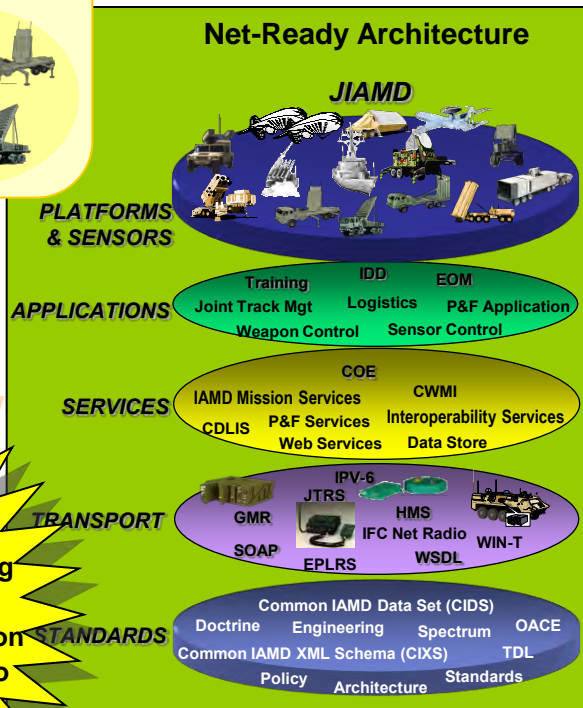 Net-Ready Architecture
JIAMD
PLATFORMS
& SENSORS
APPLICATIONS
Training IDD EOM
Joint Track Mgt Logistics P&F Application
Weapon Control Sensor Control
SERVICES
COE
IAMD Mission Services CWMI
CDLIS P&F Services Interoperability Services
Web Services Data Store
TRANSPORT
IPV-6
JTRS
GMR HMS
IFC Net Radio WIN-T
SOAP EPLRS WSDL
STANDARDS
Common IAMD Data Set (CIDS)
Doctrine Engineering Spectrum OACE
Common IAMD XML Schema (CIXS) TDL
Policy Architecture Standards